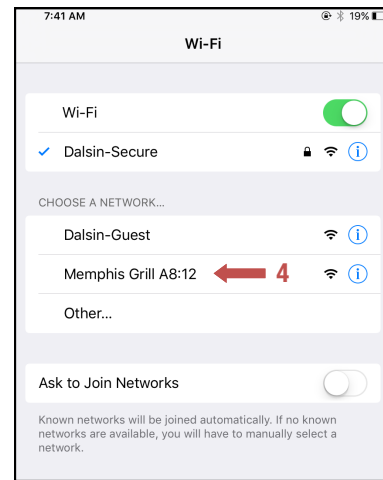 7:41 AM 19%
Wi-Fi
Wi-Fi
Dalsin-Secure
CHOOSE A NETWORK...
Dalsin-Guest
Memphis Grill A8:12 4
Other...
Ask to Join Networks
Known networks will be joined automatically. If no known
networks are available, you will have to manually select a
network.